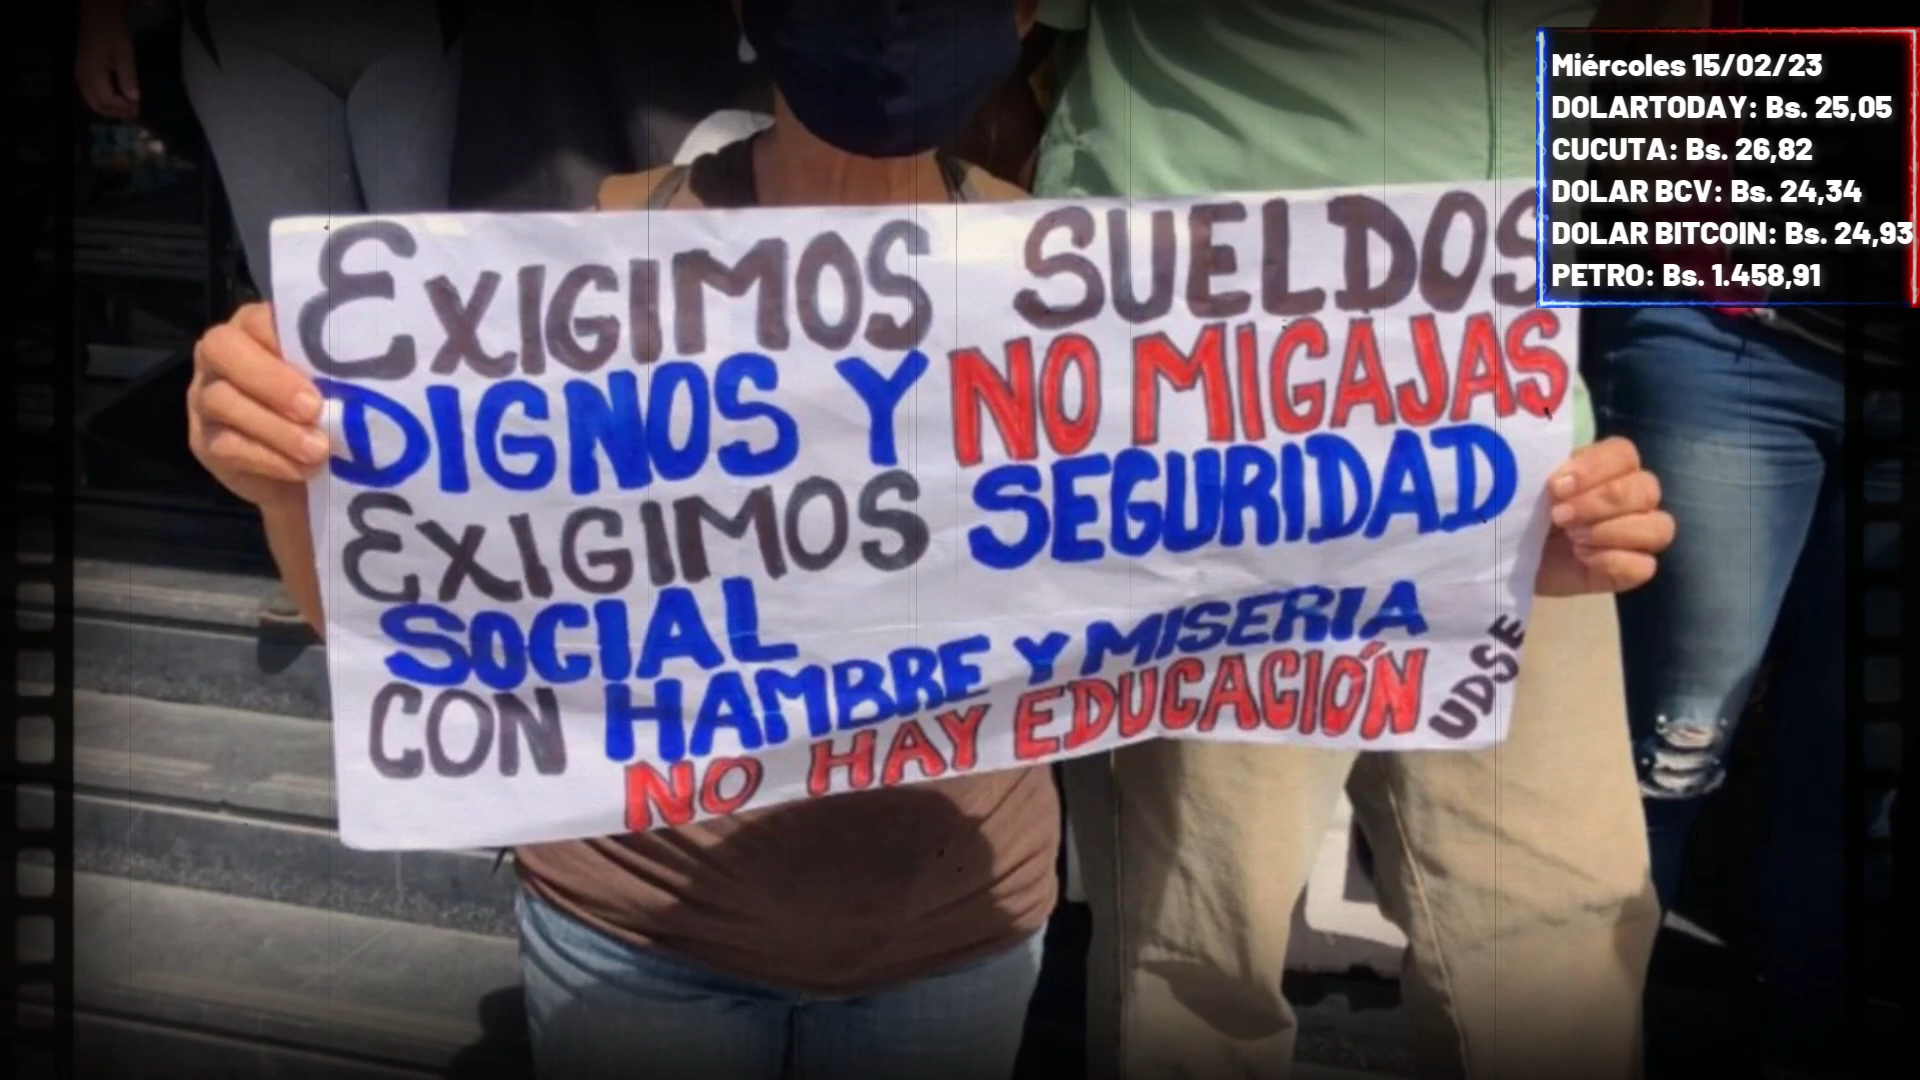 EXIGIMOS SUELDOS
DIGNOS Y NO MIGAJAS
EXIGIMOS SEGURIDAD
SOCIAL
CON HAMBRE Y MISERIA
NO HAY EDUCACIÓN
UDSE
Miércoles 15/02/23
DOLARTODAY: Bs. 25,05
CUCUTA: Bs. 26,82
DOLAR BCV: Bs. 24,34
DOLAR BITCOIN: Bs. 24,93
PETRO: Bs. 1.458,91